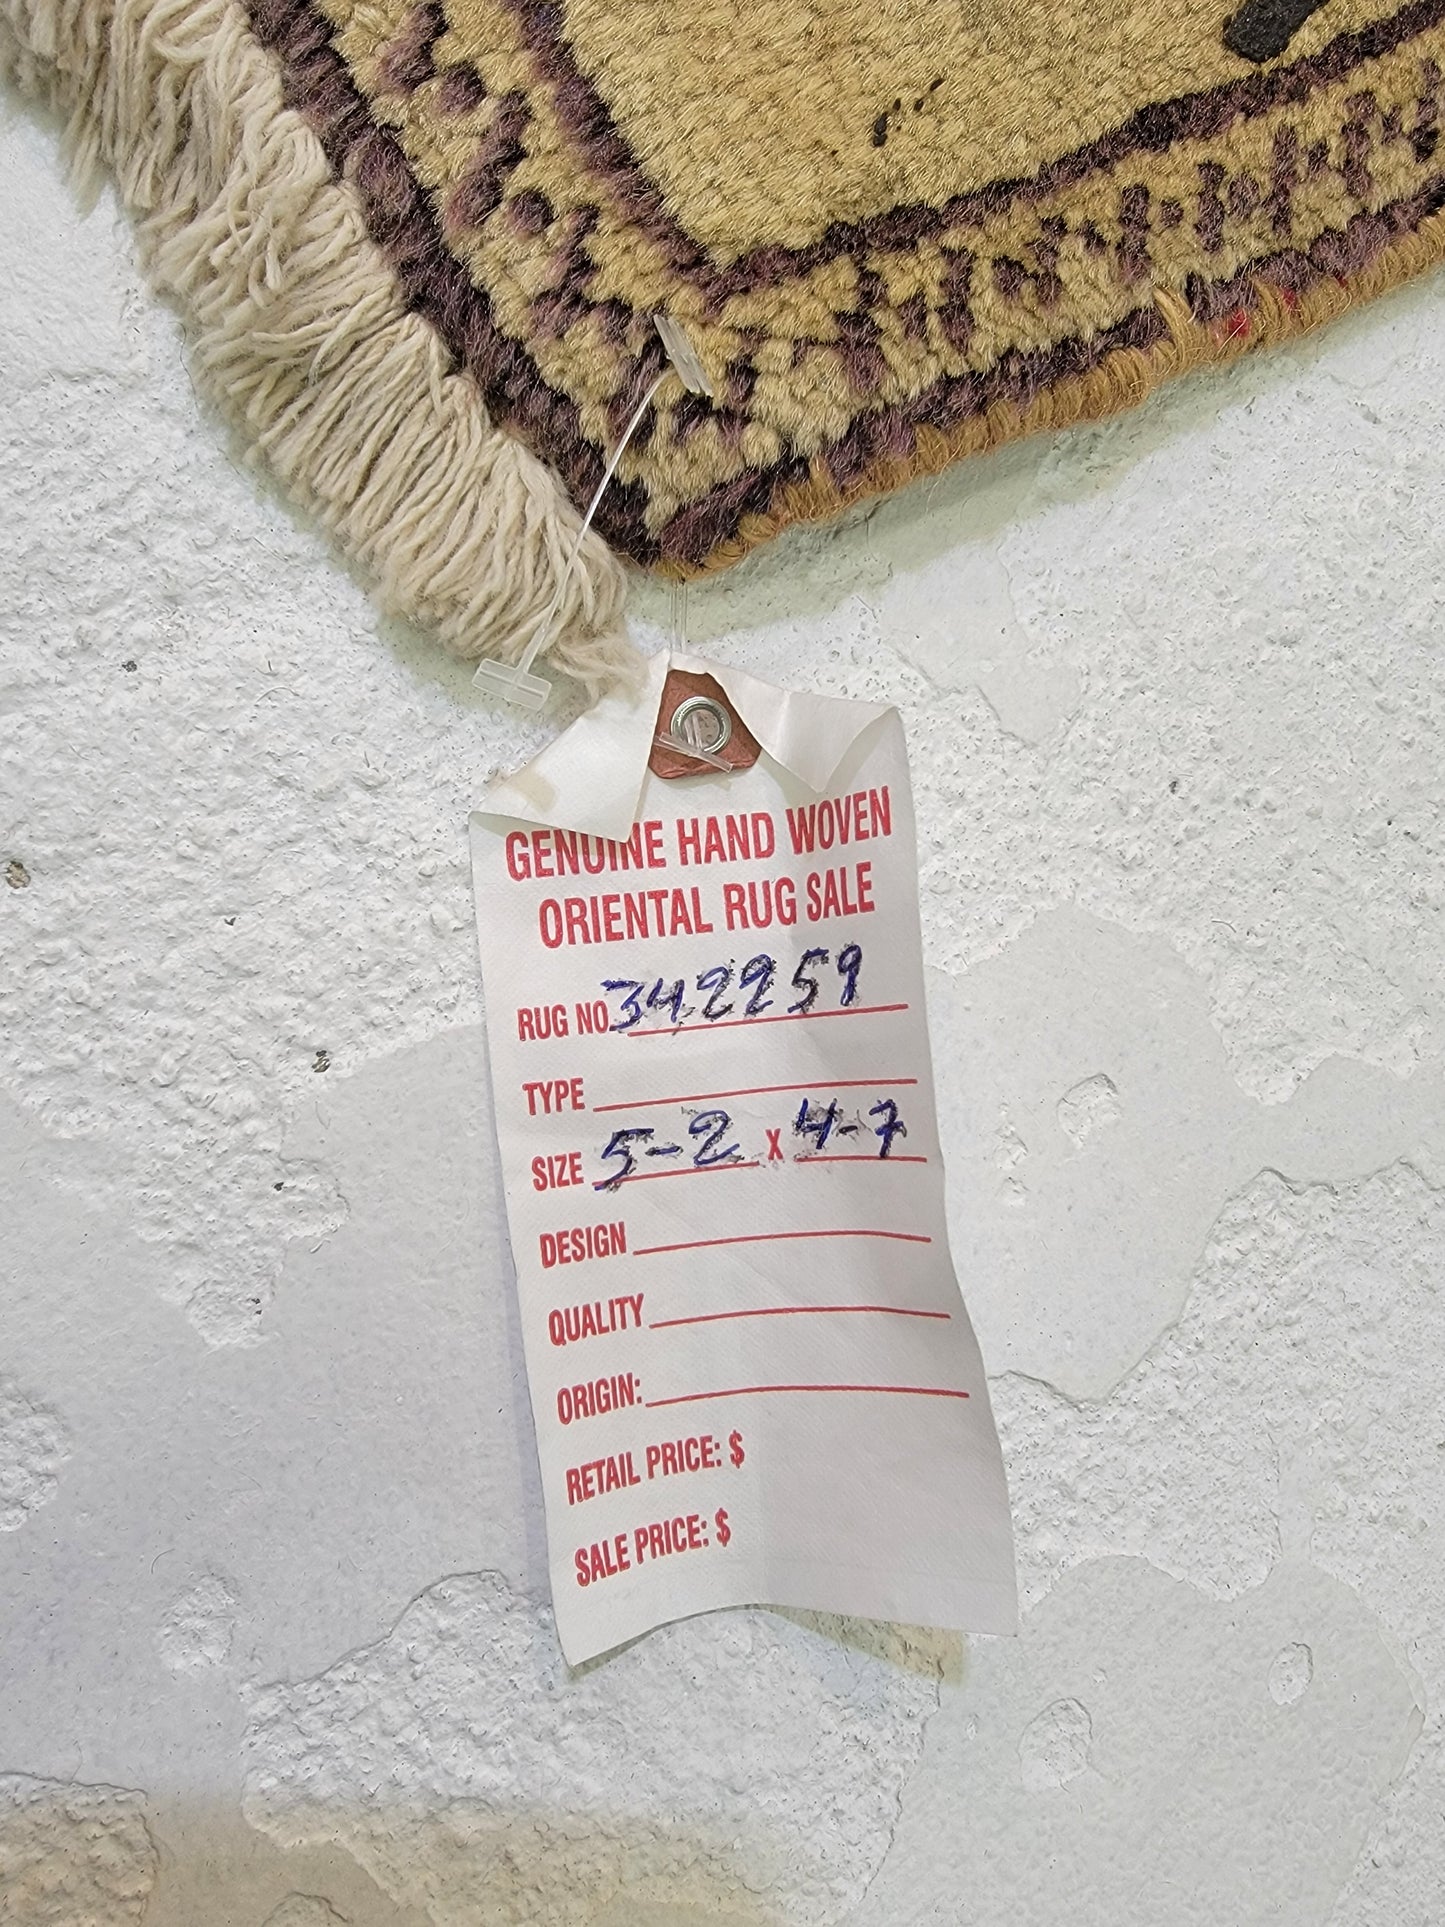 GENUINE HAND WOVEN
ORIENTAL RUG SALE
RUG NO. 342259
TYPE
SIZE 5-2 X 4-7
DESIGN
QUALITY
ORIGIN:
RETAIL PRICE: $
SALE PRICE: $